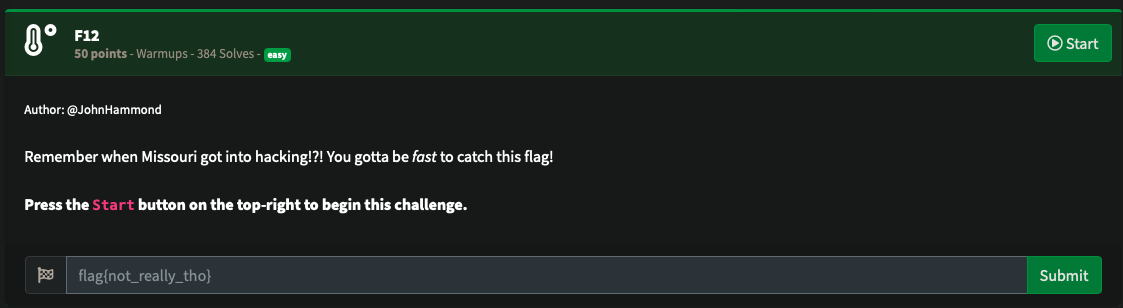 F12
50 points - Warmups - 384 Solves - easy
Start
Author: @JohnHammond
Remember when Missouri got into hacking!?! You gotta be fast to catch this flag!
Press the Start button on the top-right to begin this challenge.
flag{not_really_tho}
Submit